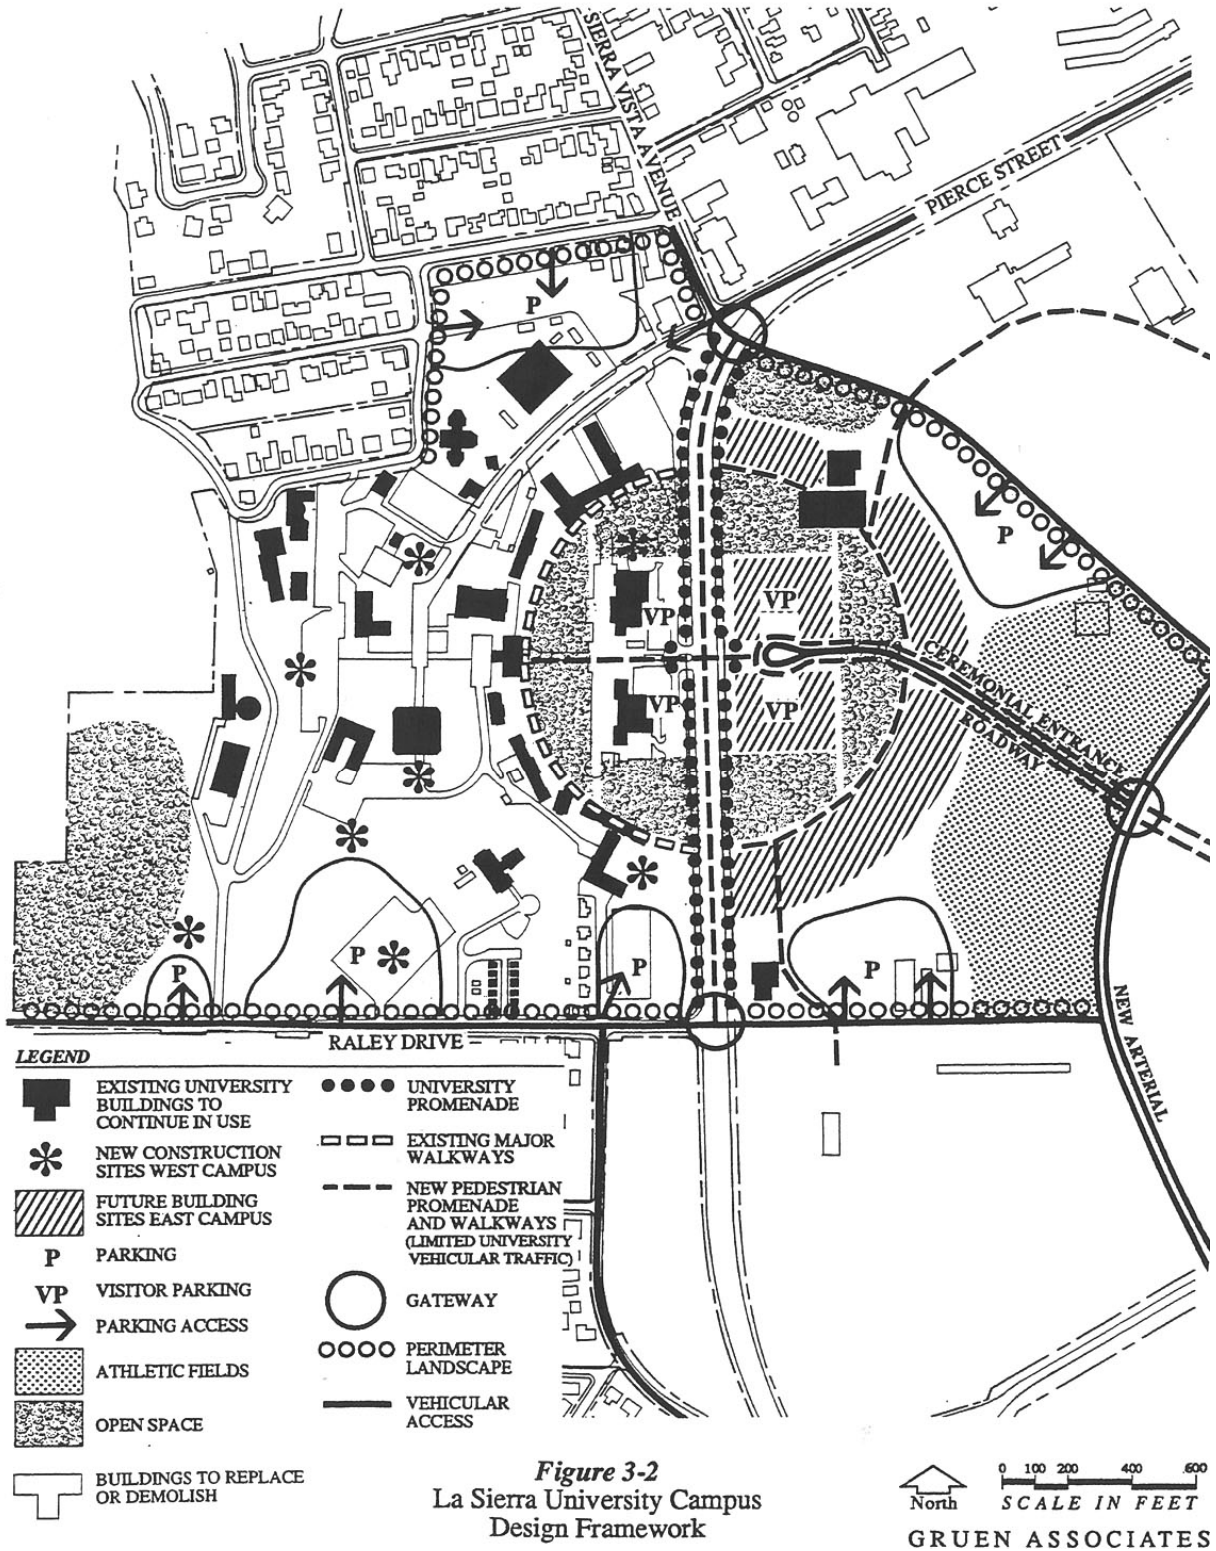 SIERRA VISTA AVENUE
PIERCE STREET
P
P
VP
VP
VP
VP
CEREMONIAL ENTRANCE
ROADWAY
P
P
P
P
NEW ARTERIAL
RALEY DRIVE
LEGEND
EXISTING UNIVERSITY
BUILDINGS TO
CONTINUE IN USE
NEW CONSTRUCTION
SITES WEST CAMPUS
FUTURE BUILDING
SITES EAST CAMPUS
P PARKING
VP VISITOR PARKING
PARKING ACCESS
ATHLETIC FIELDS
OPEN SPACE
BUILDINGS TO REPLACE
OR DEMOLISH
UNIVERSITY
PROMENADE
EXISTING MAJOR
WALKWAYS
NEW PEDESTRIAN
PROMENADE
AND WALKWAYS
(LIMITED UNIVERSITY
VEHICULAR TRAFFIC)
GATEWAY
PERIMETER
LANDSCAPE
VEHICULAR
ACCESS
Figure 3-2
La Sierra University Campus
Design Framework
North
0 100 200 400 .600
SCALE IN FEET
GRUEN ASSOCIATES